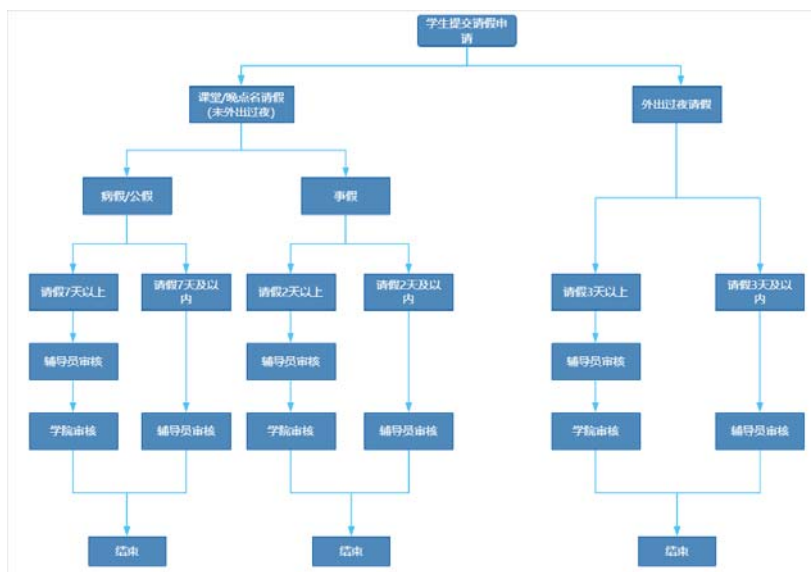 学生提交请假申
请
课堂/晚点名请假
(未外出过夜)
外出过夜请假
病假/公假
事假
请假7天以上
请假7天及以
内
请假2天以上
请假2天及以
内
请假3天以上
请假3天及以
内
辅导员审核
辅导员审核
辅导员审核
学院审核
辅导员审核
学院审核
辅导员审核
学院审核
辅导员审核
结束
结束
结束